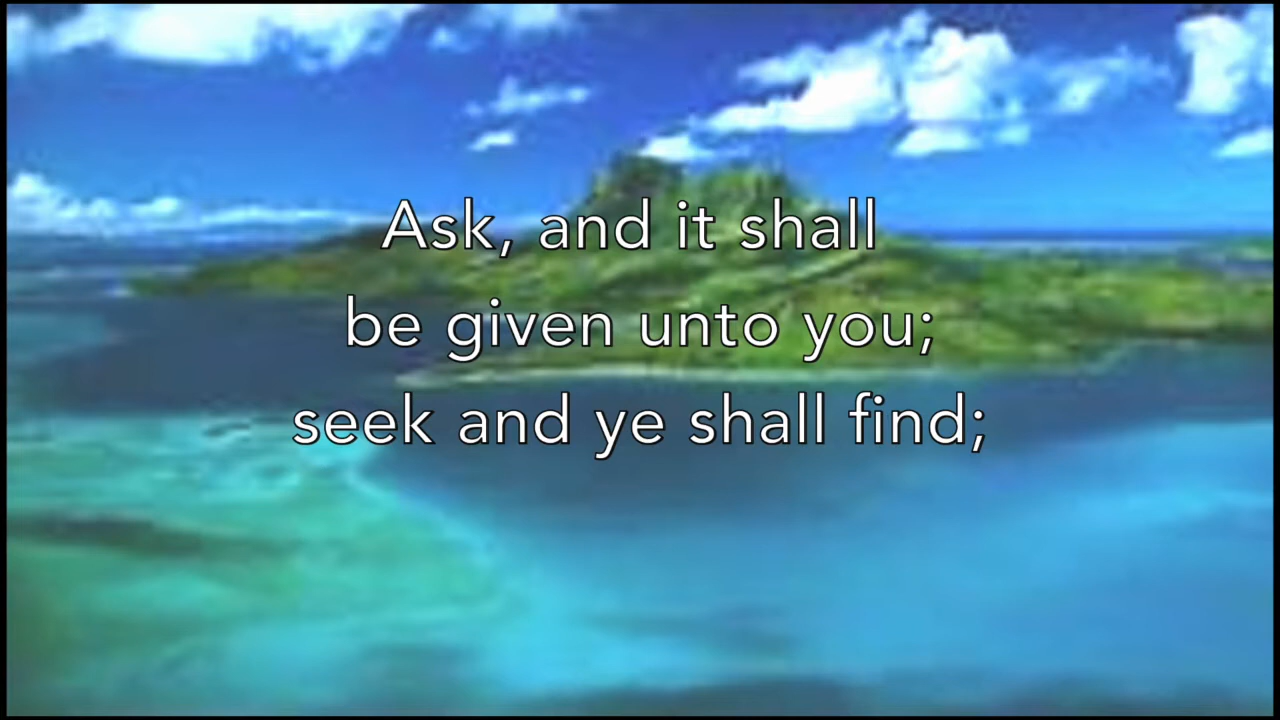 Ask, and it shall
be given unto you;
seek and ye shall find;